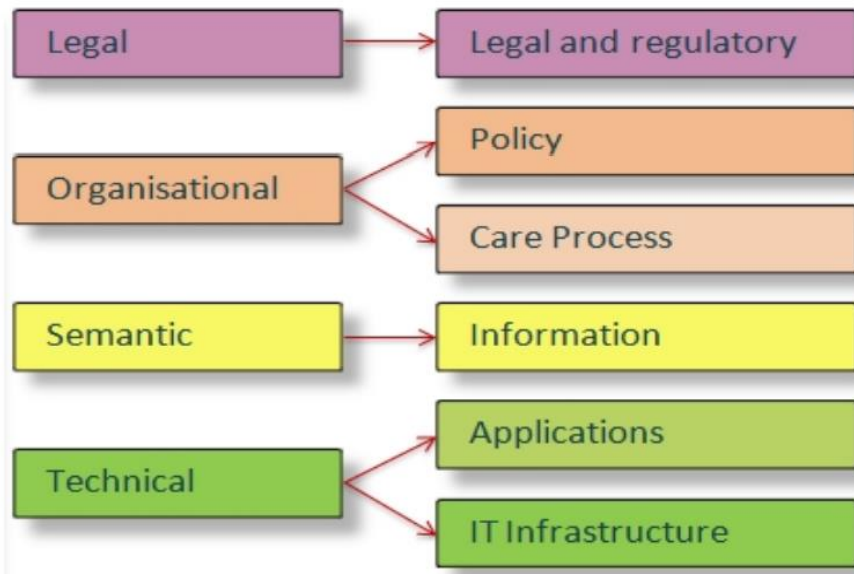 Legal
Legal and regulatory
Organisational
Policy
Care Process
Semantic
Information
Technical
Applications
IT Infrastructure